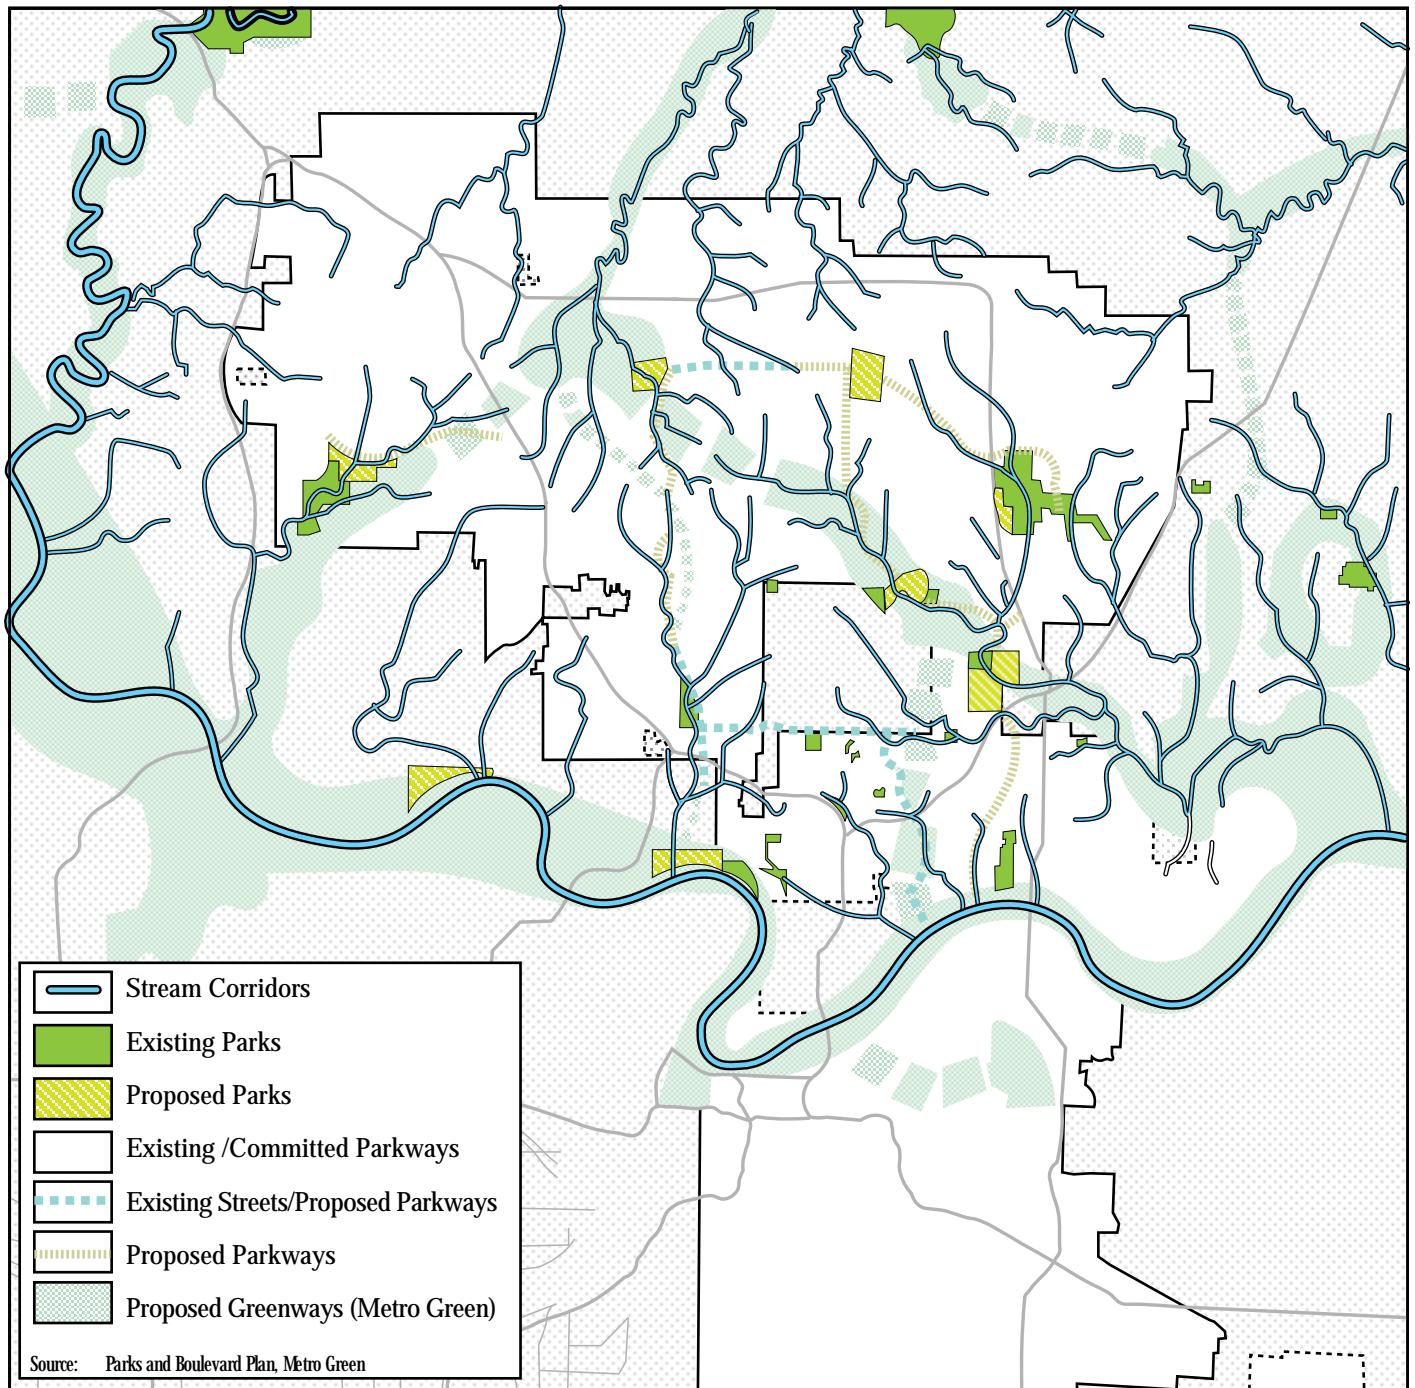 Stream Corridors
Existing Parks
Proposed Parks
Existing /Committed Parkways
Existing Streets/Proposed Parkways
Proposed Parkways
Proposed Greenways (Metro Green)
Source: Parks and Boulevard Plan, Metro Green